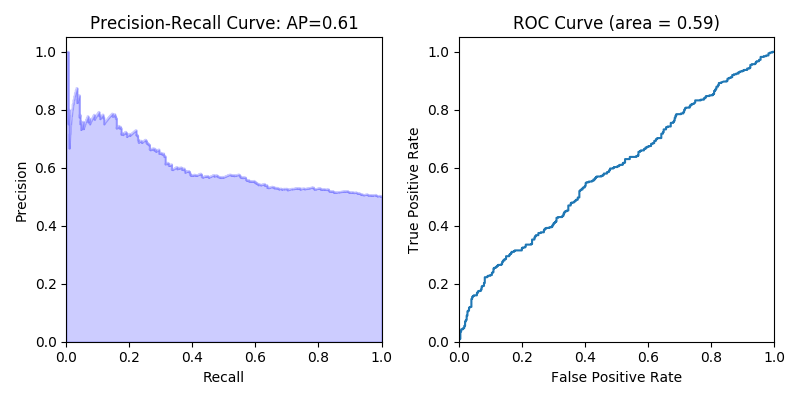 Precision-Recall Curve: AP=0.61
1.0
0.8
0.6
0.4
0.2
0.0
Precision
0.0 0.2 0.4 0.6 0.8 1.0
Recall
ROC Curve (area = 0.59)
1.0
0.8
0.6
0.4
0.2
0.0
True Positive Rate
0.0 0.2 0.4 0.6 0.8 1.0
False Positive Rate